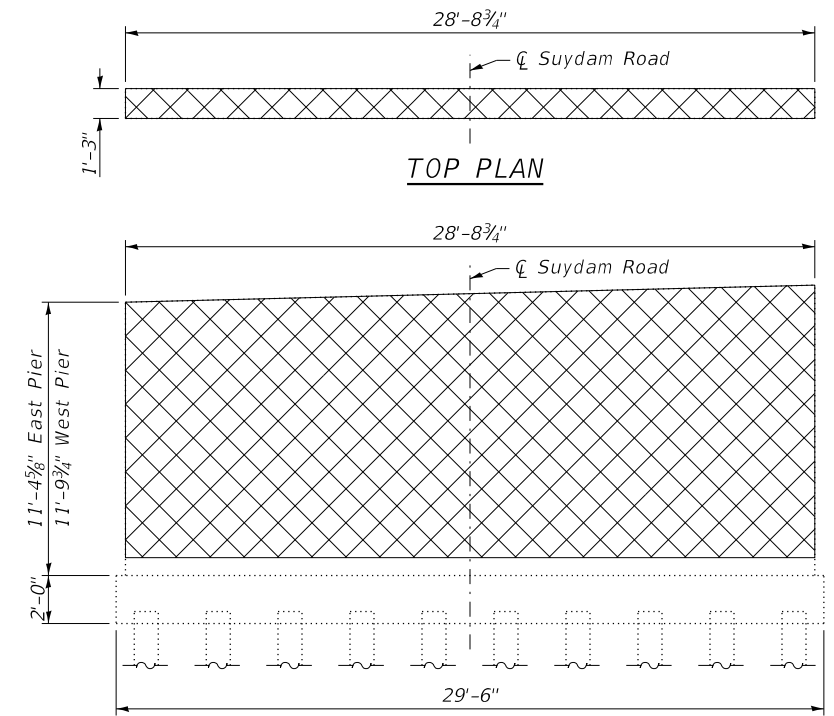 28'-8¾"
℄ Suydam Road
1'-3"
TOP PLAN
28'-8¾"
℄ Suydam Road
11'-4⅝" East Pier
11'-9¾" West Pier
2'-0"
29'-6"